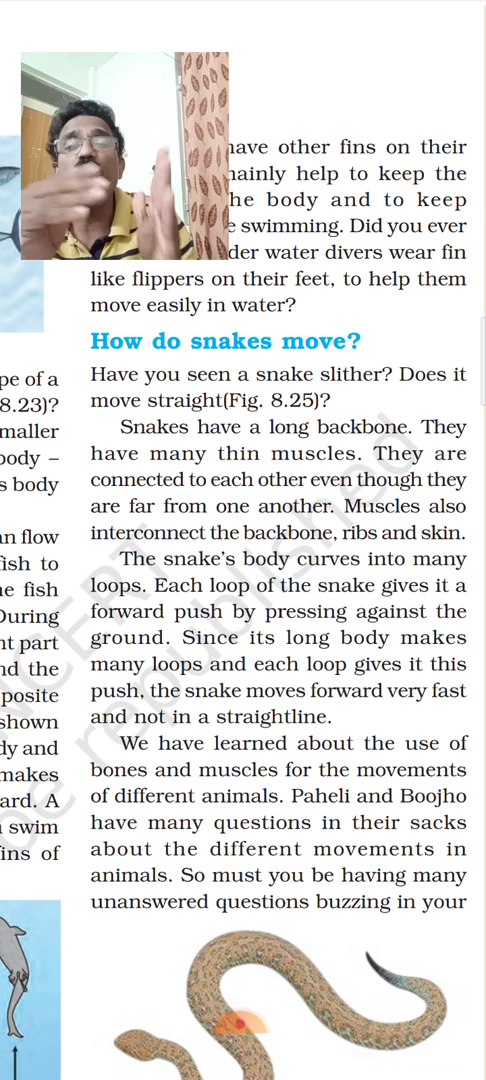 pe of a
8.23)?
maller
body –
s body
an flow
fish to
he fish
During
nt part
nd the
posite
shown
dy and
makes
ard. A
swim
fins of
have other fins on their
mainly help to keep the
he body and to keep
e swimming. Did you ever
der water divers wear fin
like flippers on their feet, to help them
move easily in water?
How do snakes move?
Have you seen a snake slither? Does it
move straight(Fig. 8.25)?
Snakes have a long backbone. They
have many thin muscles. They are
connected to each other even though they
are far from one another. Muscles also
interconnect the backbone, ribs and skin.
The snake's body curves into many
loops. Each loop of the snake gives it a
forward push by pressing against the
ground. Since its long body makes
many loops and each loop gives it this
push, the snake moves forward very fast
and not in a straightline.
We have learned about the use of
bones and muscles for the movements
of different animals. Paheli and Boojho
have many questions in their sacks
about the different movements in
animals. So must you be having many
unanswered questions buzzing in your
NCERT
be republished